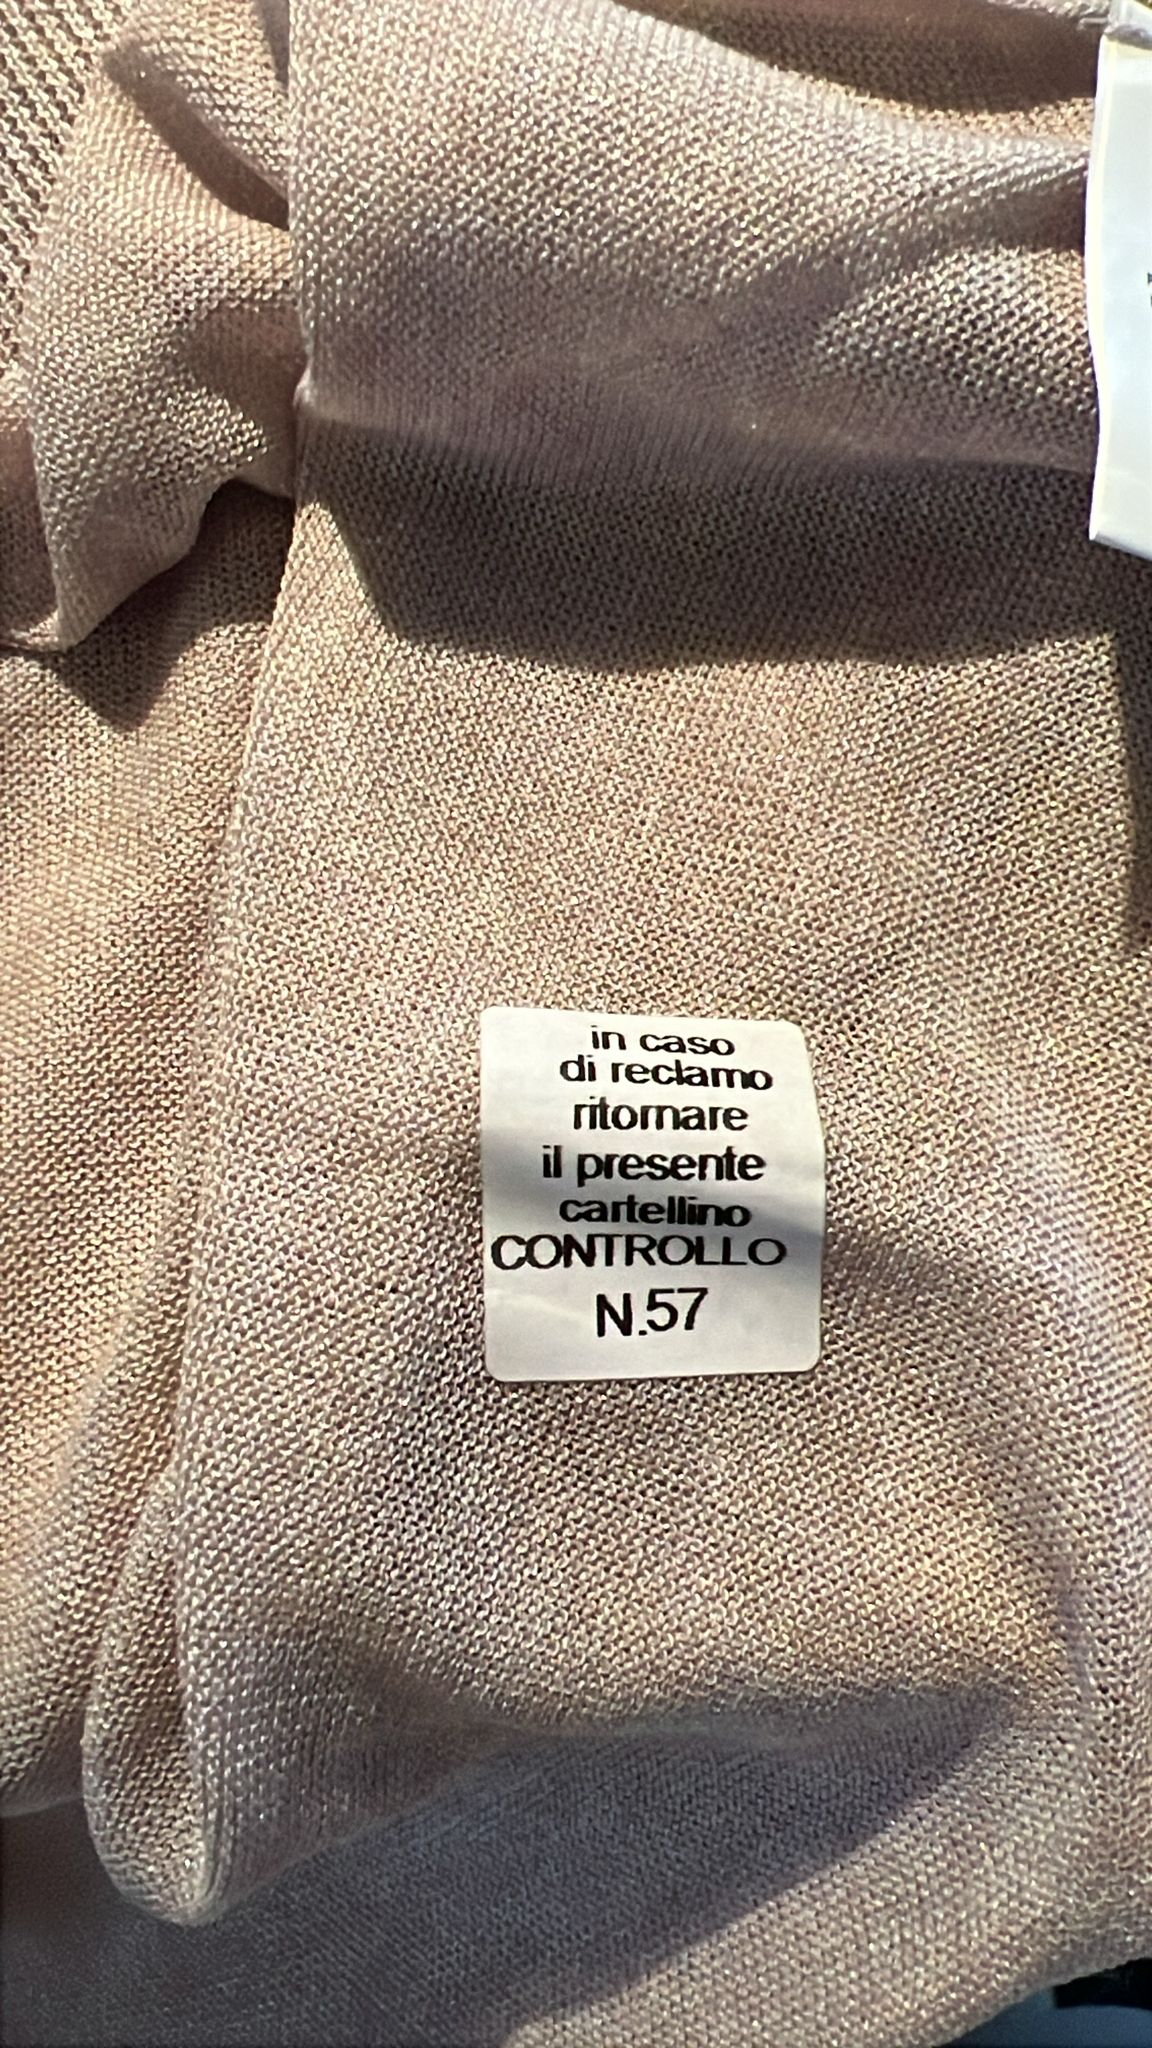 in caso
di reclamo
ritornare
il presente
cartellino
CONTROLLO
N.57